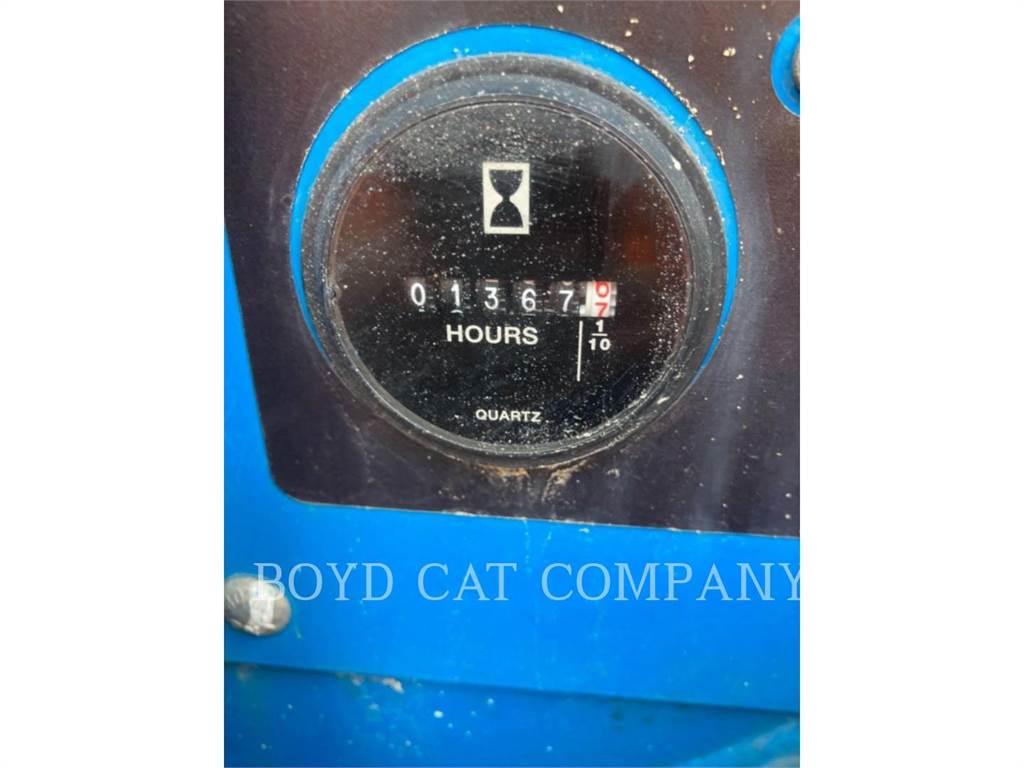 01367
HOURS
1
10
QUARTZ
BOYD CAT COMPANY